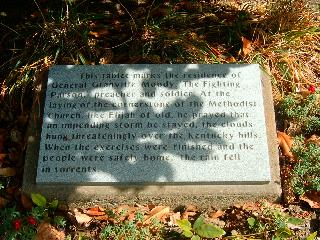 This tablet marks the residence of
General Granville Moody, The Fighting
Parson, preacher and soldier. At the
laying of the cornerstone of the Methodist
Church, like Elijah of old, he prayed that
an impending storm be stayed, the clouds
hung threateningly over the Kentucky hills.
When the exercises were finished and the
people were safely home, the rain fell
in torrents.